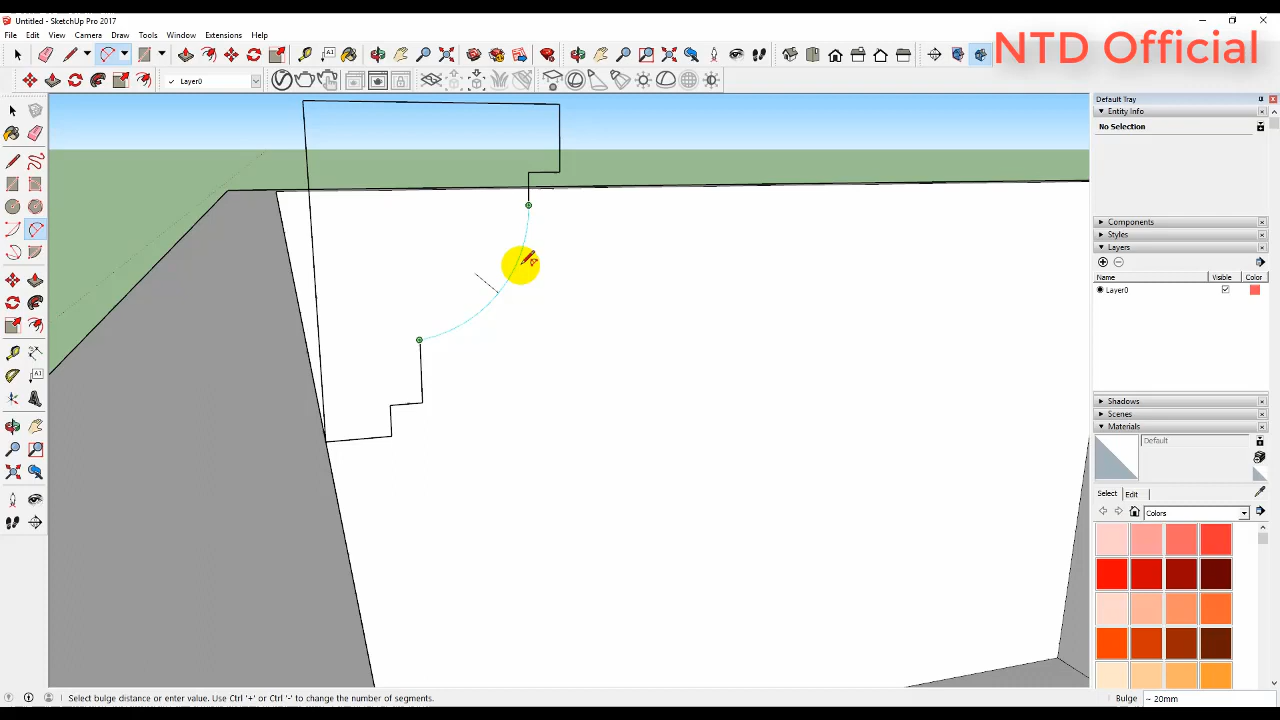 Untitled - SketchUp Pro 2017
File Edit View Camera Draw Tools Window Extensions Help
NTD Official
Layer0
Default Tray
Entity Info
No Selection
Components
Styles
Layers
Name Visible Color
Layer0
Shadows
Scenes
Materials
Default
Select Edit
Colors
Select bulge distance or enter value. Use Ctrl '+' or Ctrl '-' to change the number of segments.
Bulge ~ 20mm